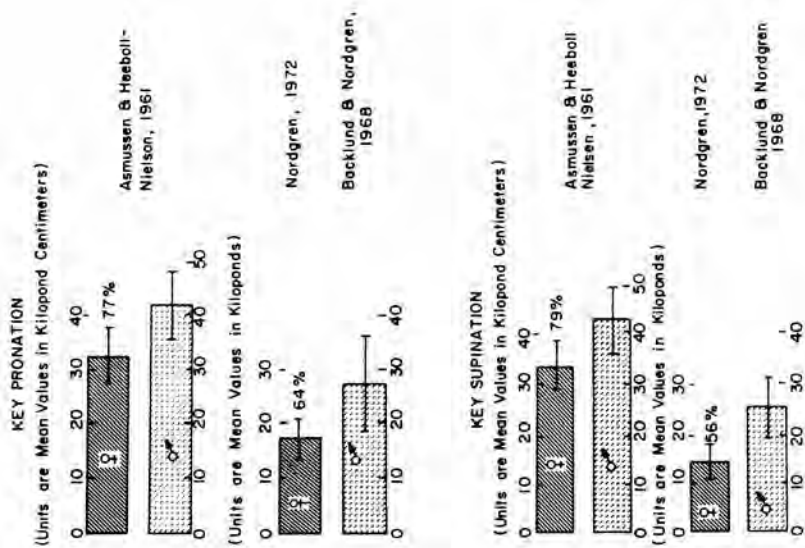 KEY PRONATION
(Units are Mean Values in Kilopond Centimeters)
0 10 20 30 40
♀ 77%
♂
0 10 20 30 40 50
Asmussen & Heeboll-
Nielson, 1961
(Units are Mean Values in Kiloponds)
0 10 20 30
♀ 64%
♂
0 10 20 30 40
Nordgren, 1972
Backlund & Nordgren,
1968
KEY SUPINATION
(Units are Mean Values in Kilopond Centimeters)
0 10 20 30 40
♀ 79%
♂
0 10 20 30 40 50
Asmussen & Heeboll
Nielsen ,1961
(Units are Mean Values in Kiloponds)
0 10 20 30
♀ 56%
♂
0 10 20 30 40
Nordgren,1972
Backlund & Nordgren
1968